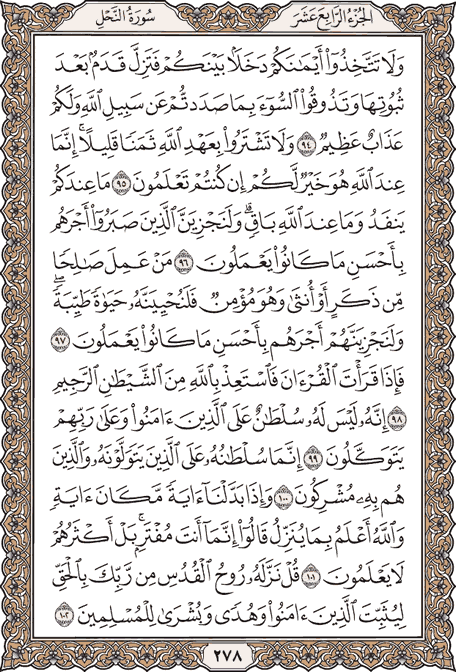 الجزء الرابع عشر
سورة النحل
وَلَا تَتَّخِذُوٓا۟ أَيْمَـٰنَكُمْ دَخَلًۢا بَيْنَكُمْ فَتَزِلَّ قَدَمٌۢ بَعْدَ
ثُبُوتِهَا وَتَذُوقُوا۟ ٱلسُّوٓءَ بِمَا صَدَدتُّمْ عَن سَبِيلِ ٱللَّهِ وَلَكُمْ
عَذَابٌ عَظِيمٌ ٩٤ وَلَا تَشْتَرُوا۟ بِعَهْدِ ٱللَّهِ ثَمَنًا قَلِيلًا ۚ إِنَّمَا
عِندَ ٱللَّهِ هُوَ خَيْرٌ لَّكُمْ إِن كُنتُمْ تَعْلَمُونَ ٩٥ مَا عِندَكُمْ
يَنفَدُ وَمَا عِندَ ٱللَّهِ بَاقٍ ۗ وَلَنَجْزِيَنَّ ٱلَّذِينَ صَبَرُوٓا۟ أَجْرَهُم
بِأَحْسَنِ مَا كَانُوا۟ يَعْمَلُونَ ٩٦ مَنْ عَمِلَ صَـٰلِحًا
مِّن ذَكَرٍ أَوْ أُنثَىٰ وَهُوَ مُؤْمِنٌ فَلَنُحْيِيَنَّهُۥ حَيَوٰةً طَيِّبَةً ۖ
وَلَنَجْزِيَنَّهُمْ أَجْرَهُم بِأَحْسَنِ مَا كَانُوا۟ يَعْمَلُونَ ٩٧
فَإِذَا قَرَأْتَ ٱلْقُرْءَانَ فَٱسْتَعِذْ بِٱللَّهِ مِنَ ٱلشَّيْطَـٰنِ ٱلرَّجِيمِ
٩٨ إِنَّهُۥ لَيْسَ لَهُۥ سُلْطَـٰنٌ عَلَى ٱلَّذِينَ ءَامَنُوا۟ وَعَلَىٰ رَبِّهِمْ
يَتَوَكَّلُونَ ٩٩ إِنَّمَا سُلْطَـٰنُهُۥ عَلَى ٱلَّذِينَ يَتَوَلَّوْنَهُۥ وَٱلَّذِينَ
هُم بِهِۦ مُشْرِكُونَ ١٠٠ وَإِذَا بَدَّلْنَآ ءَايَةً مَّكَانَ ءَايَةٍ ۙ
وَٱللَّهُ أَعْلَمُ بِمَا يُنَزِّلُ قَالُوٓا۟ إِنَّمَآ أَنتَ مُفْتَرٍۭ ۚ بَلْ أَكْثَرُهُمْ
لَا يَعْلَمُونَ ١٠١ قُلْ نَزَّلَهُۥ رُوحُ ٱلْقُدُسِ مِن رَّبِّكَ بِٱلْحَقِّ
لِيُثَبِّتَ ٱلَّذِينَ ءَامَنُوا۟ وَهُدًى وَبُشْرَىٰ لِلْمُسْلِمِينَ ١٠٢
٢٧٨